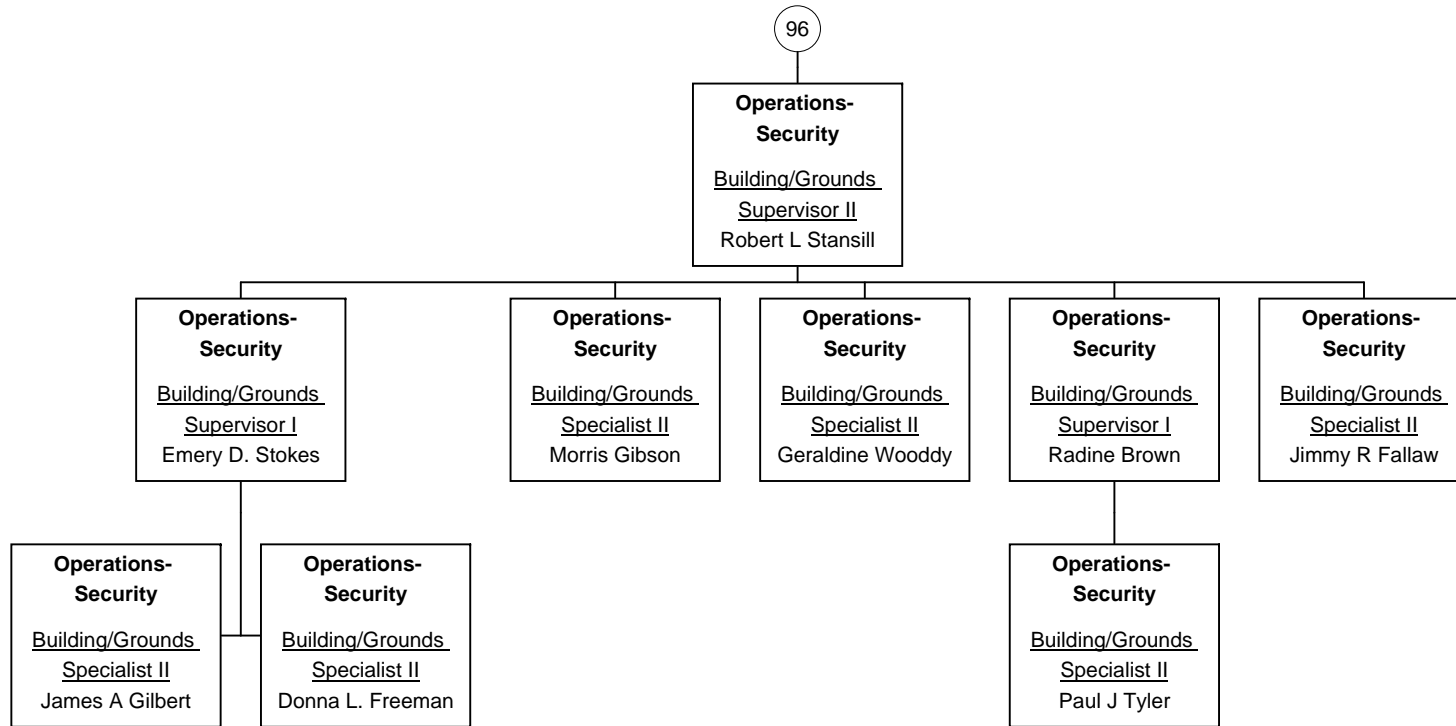 96
Operations-
Security
Building/Grounds
Supervisor II
Robert L Stansill
Operations-
Security
Building/Grounds
Supervisor I
Emery D. Stokes
Operations-
Security
Building/Grounds
Specialist II
Morris Gibson
Operations-
Security
Building/Grounds
Specialist II
Geraldine Wooddy
Operations-
Security
Building/Grounds
Supervisor I
Radine Brown
Operations-
Security
Building/Grounds
Specialist II
Jimmy R Fallaw
Operations-
Security
Building/Grounds
Specialist II
James A Gilbert
Operations-
Security
Building/Grounds
Specialist II
Donna L. Freeman
Operations-
Security
Building/Grounds
Specialist II
Paul J Tyler